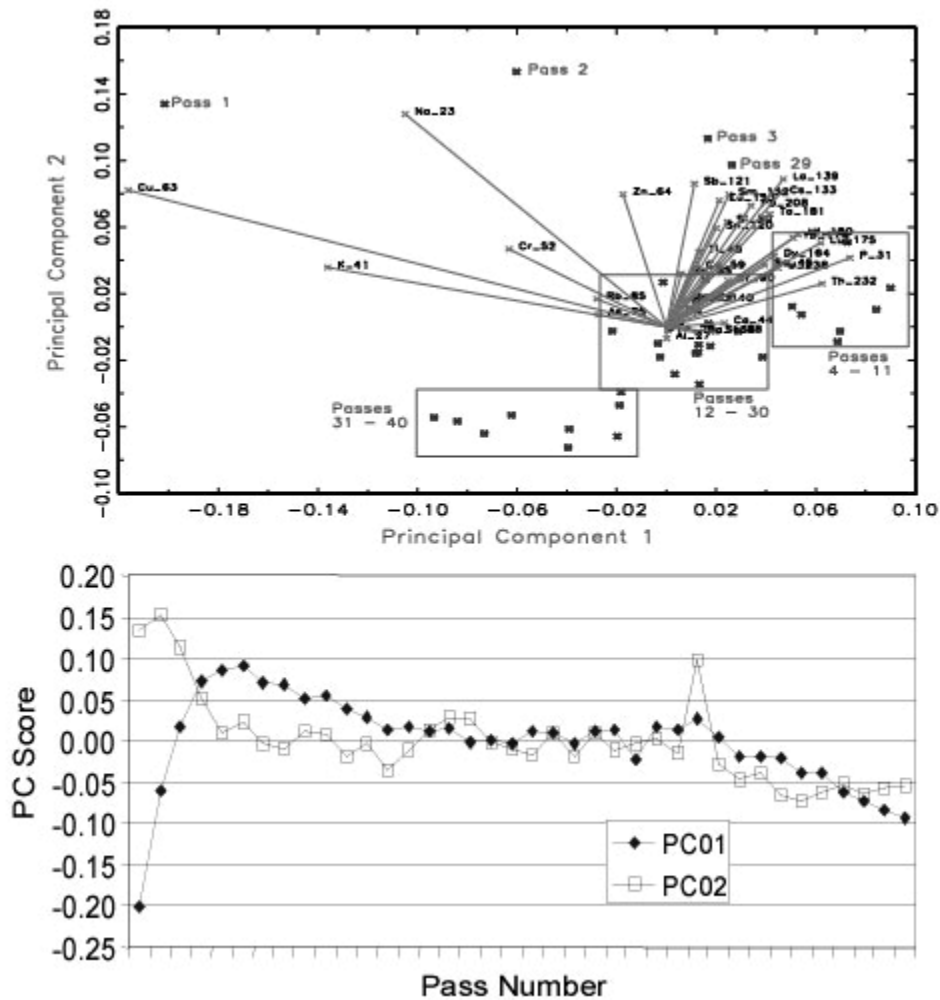 0.18
0.14
0.10
0.06
0.02
-0.02
-0.06
-0.10
Principal Component 2
Pass 1
Pass 2
Na_23
Pass 3
Pass 29
Cu_63
Zn_64
Sb_121
La_139
Cs_133
Ta_181
Cr_52
K_41
P_31
Th_232
Rb_85
As_75
Ca_44
Al_27
Passes
4 - 11
Passes
12 - 30
Passes
31 - 40
-0.18
-0.14
-0.10
-0.06
-0.02
0.02
0.06
0.10
Principal Component 1
0.20
0.15
0.10
0.05
0.00
-0.05
-0.10
-0.15
-0.20
-0.25
PC Score
PC01
PC02
Pass Number